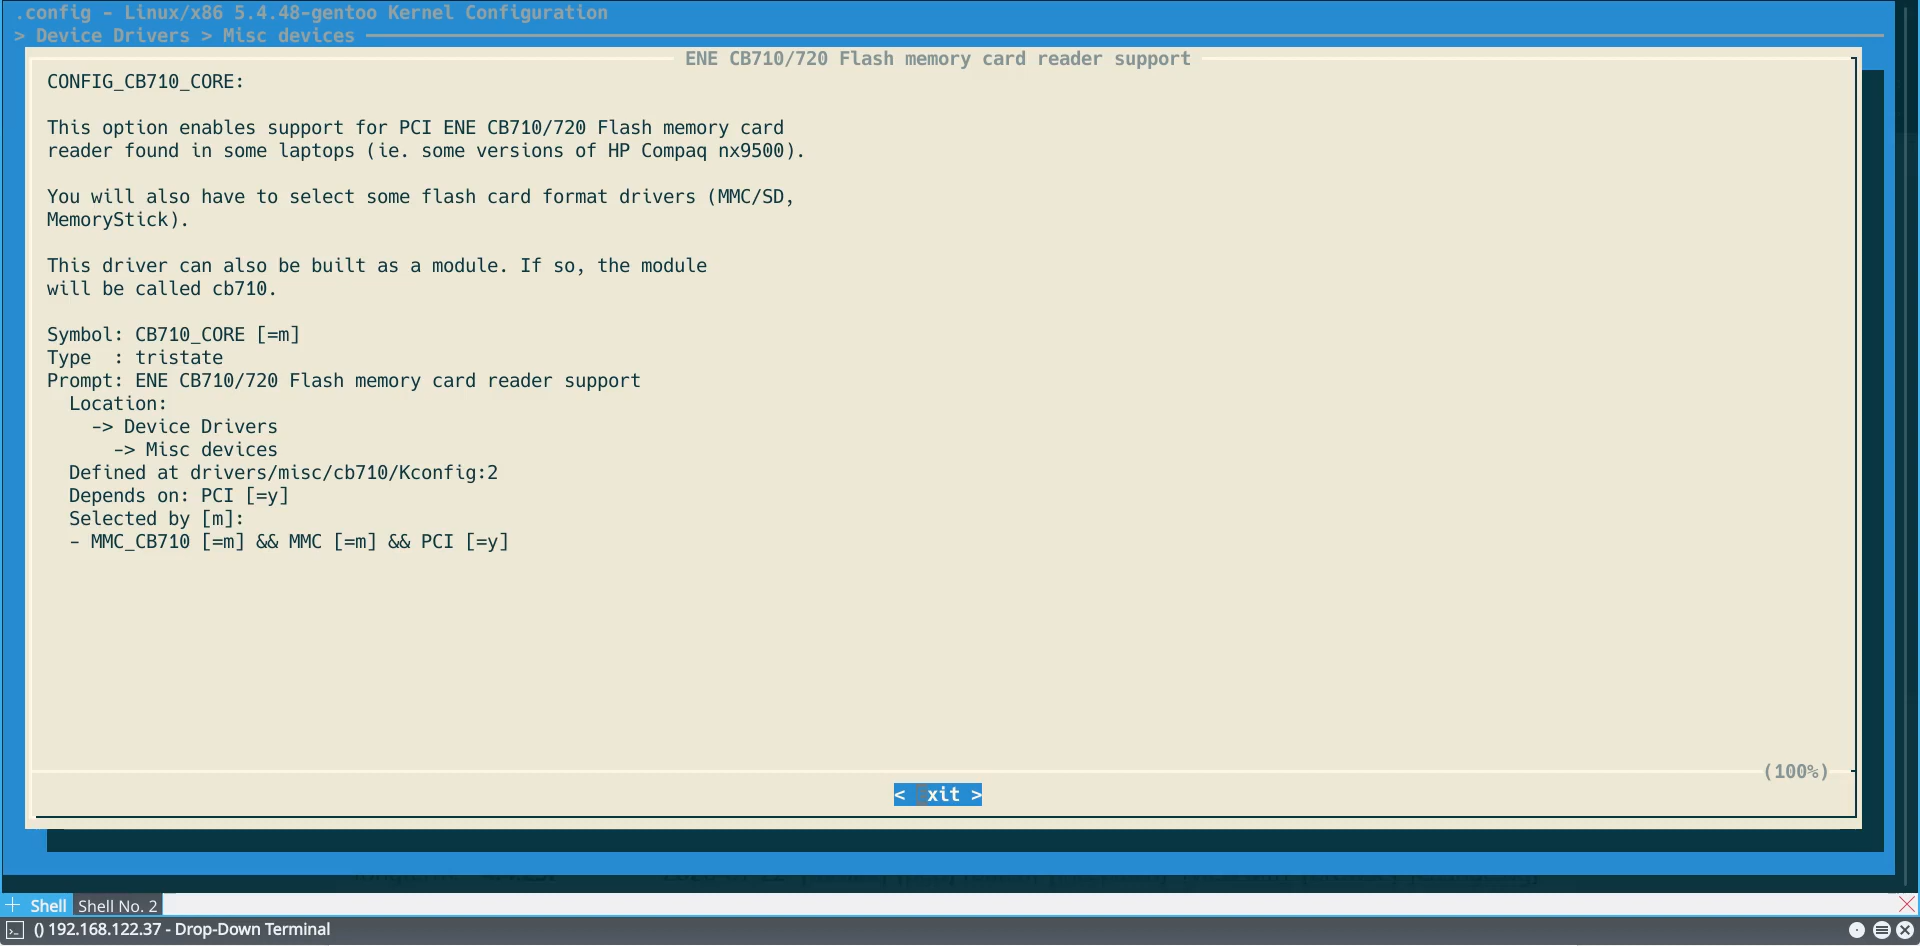 .config - Linux/x86 5.4.48-gentoo Kernel Configuration
> Device Drivers > Misc devices
ENE CB710/720 Flash memory card reader support
CONFIG_CB710_CORE:
This option enables support for PCI ENE CB710/720 Flash memory card
reader found in some laptops (ie. some versions of HP Compaq nx9500).
You will also have to select some flash card format drivers (MMC/SD,
MemoryStick).
This driver can also be built as a module. If so, the module
will be called cb710.
Symbol: CB710_CORE [=m]
Type  : tristate
Prompt: ENE CB710/720 Flash memory card reader support
Location:
-> Device Drivers
-> Misc devices
Defined at drivers/misc/cb710/Kconfig:2
Depends on: PCI [=y]
Selected by [m]:
- MMC_CB710 [=m] && MMC [=m] && PCI [=y]
(100%)
< xit >
Shell
Shell No. 2
() 192.168.122.37 - Drop-Down Terminal